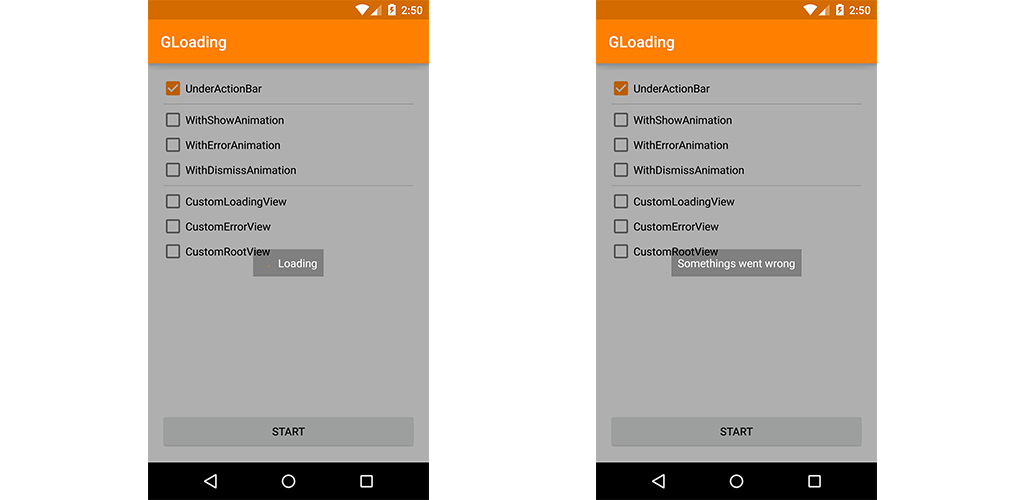 2:50
GLoading
UnderActionBar
WithShowAnimation
WithErrorAnimation
WithDismissAnimation
CustomLoadingView
CustomErrorView
CustomRootView
Loading
START
2:50
GLoading
UnderActionBar
WithShowAnimation
WithErrorAnimation
WithDismissAnimation
CustomLoadingView
CustomErrorView
CustomRootView
Somethings went wrong
START